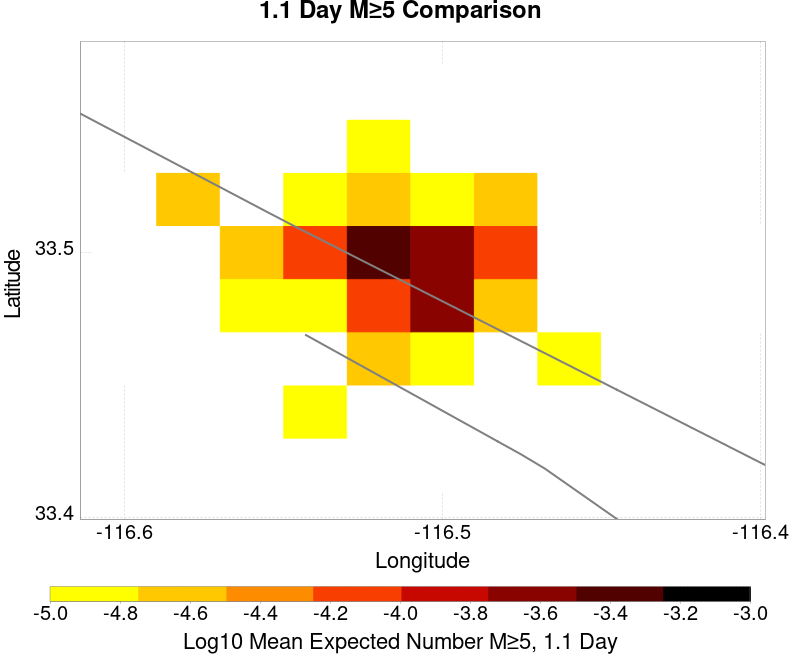 1.1 Day M≥5 Comparison
Latitude
33.5
33.4
-116.6 -116.5 -116.4
Longitude
-5.0 -4.8 -4.6 -4.4 -4.2 -4.0 -3.8 -3.6 -3.4 -3.2 -3.0
Log10 Mean Expected Number M≥5, 1.1 Day